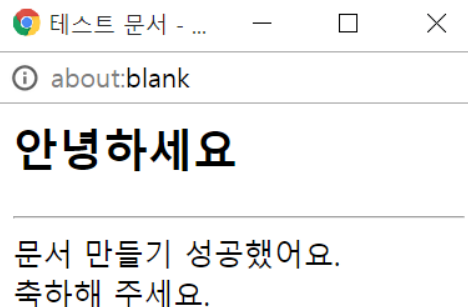 테스트 문서 - ...
about:blank
안녕하세요
문서 만들기 성공했어요.
축하해 주세요.